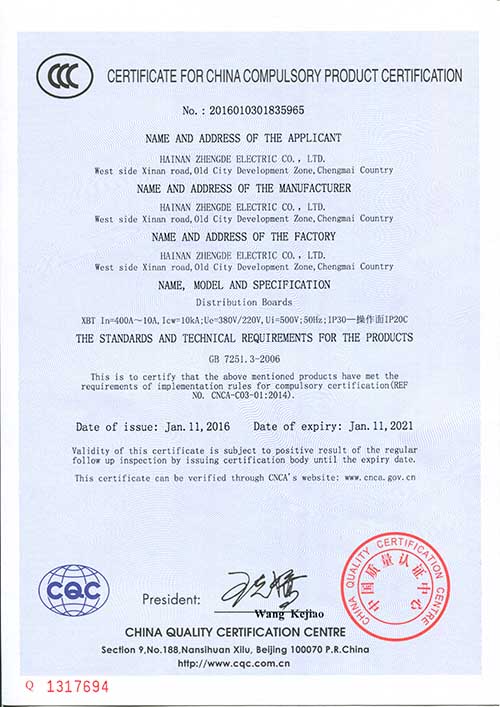 CCC
CERTIFICATE FOR CHINA COMPULSORY PRODUCT CERTIFICATION
No.: 2016010301835965
NAME AND ADDRESS OF THE APPLICANT
HAINAN ZHENGDE ELECTRIC CO., LTD.
West side Xinan road,Old City Development Zone,Chengmai Country
NAME AND ADDRESS OF THE MANUFACTURER
HAINAN ZHENGDE ELECTRIC CO., LTD.
West side Xinan road,Old City Development Zone,Chengmai Country
NAME AND ADDRESS OF THE FACTORY
HAINAN ZHENGDE ELECTRIC CO., LTD.
West side Xinan road,Old City Development Zone,Chengmai Country
NAME, MODEL AND SPECIFICATION
Distribution Boards
XBT In=400A～10A,Icw=10kA;Ue=380V/220V,Ui=500V;50Hz;IP30—操作面IP20C
THE STANDARDS AND TECHNICAL REQUIREMENTS FOR THE PRODUCTS
GB 7251.3-2006
This is to certify that the above mentioned products have met the
requirements of implementation rules for compulsory certification(REF
NO. CNCA-C03-01:2014).
Date of issue: Jan.11,2016 Date of expiry: Jan.11,2021
Validity of this certificate is subject to positive result of the regular
follow up inspection by issuing certification body until the expiry date.
This certificate can be verified through CNCA's website: www.cnca.gov.cn
CHINA QUALITY CERTIFICATION CENTRE
中国质量认证中心
CQC
President:
Wang Kejiao
CHINA QUALITY CERTIFICATION CENTRE
Section 9,No.188,Nansihuan Xilu, Beijing 100070 P.R.China
http://www.cqc.com.cn
Q 1317694